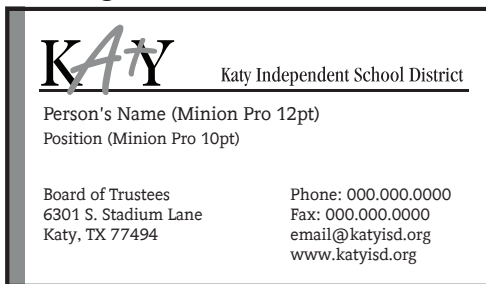 KAtY
Katy Independent School District
Person's Name (Minion Pro 12pt)
Position (Minion Pro 10pt)
Board of Trustees
6301 S. Stadium Lane
Katy, TX 77494
Phone: 000.000.0000
Fax: 000.000.0000
email@katyisd.org
www.katyisd.org